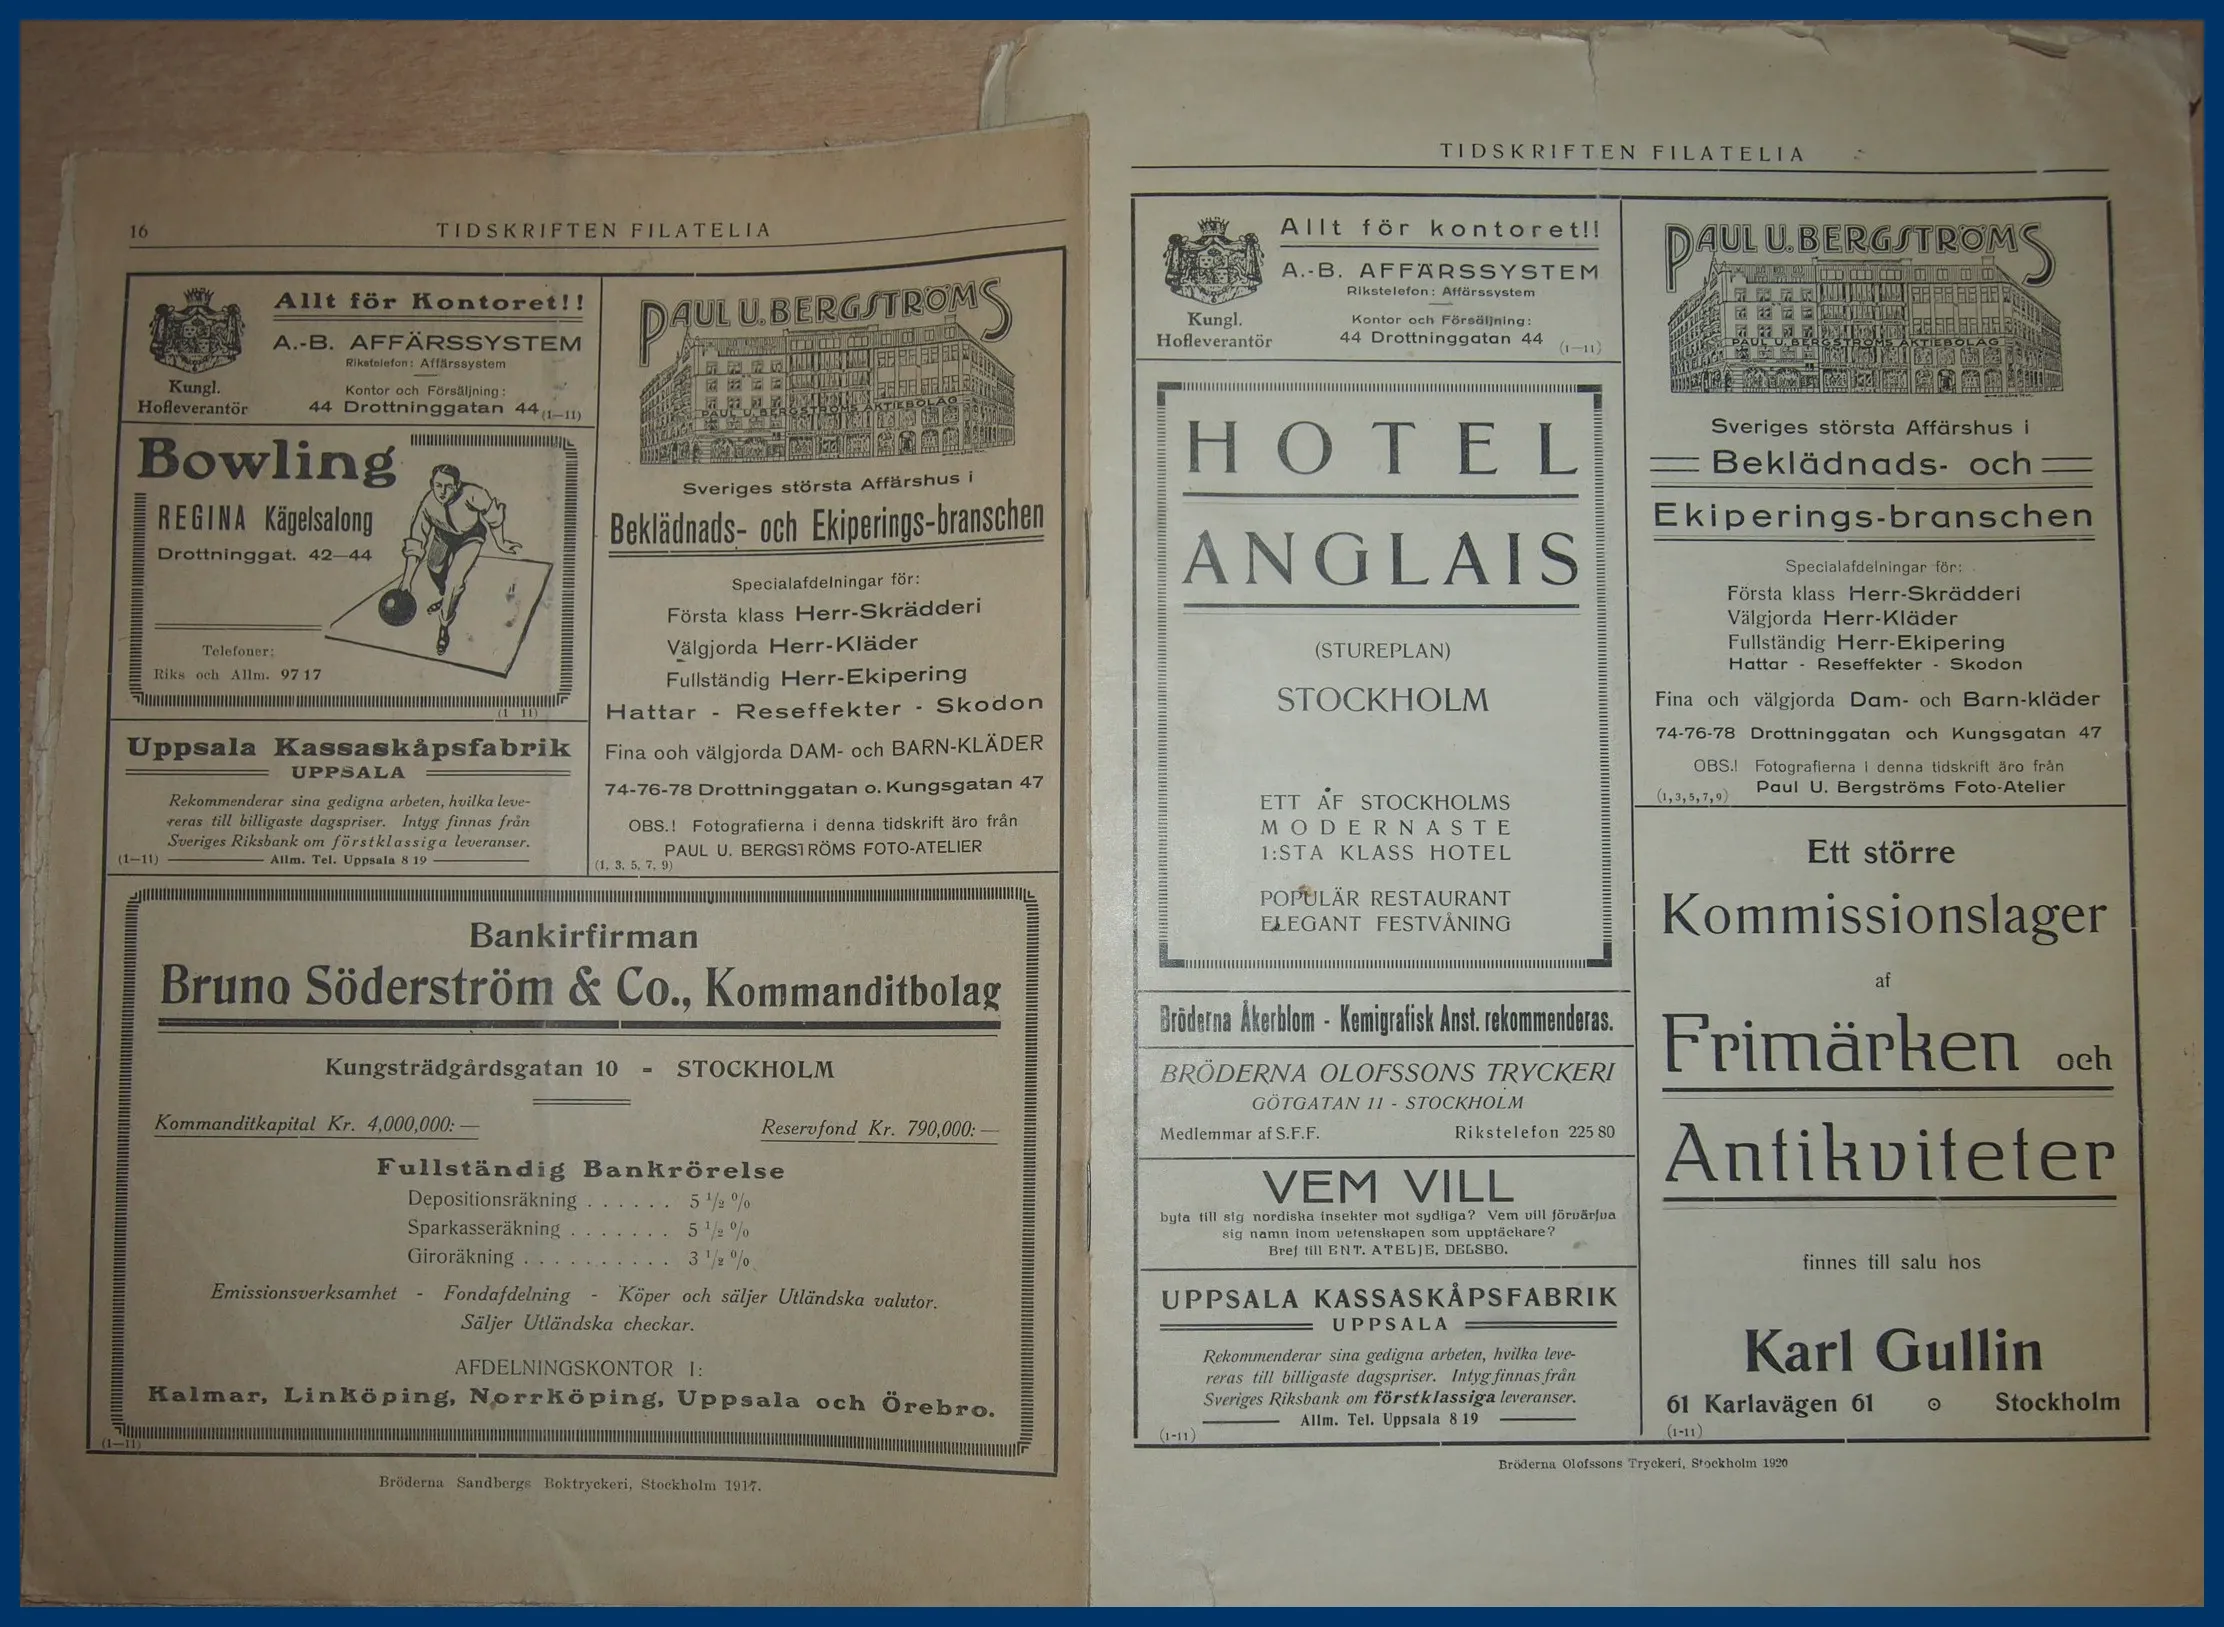 16
TIDSKRIFTEN FILATELIA
Kungl.
Hofleverantör
Allt för Kontoret!!
A.-B. AFFÄRSSYSTEM
Rikstelefon: Affärssystem
Kontor och Försäljning:
44 Drottninggatan 44
(1—11)
Bowling
REGINA Kägelsalong
Drottninggat. 42—44
Telefoner:
Riks och Allm. 97 17
(1 11)
Uppsala Kassaskåpsfabrik
UPPSALA
Rekommenderar sina gedigna arbeten, hvilka leve-
reras till billigaste dagspriser. Intyg finnas från
Sveriges Riksbank om förstklassiga leveranser.
(1—11)
Allm. Tel. Uppsala 8 19
PAUL U. BERGSTRÖMS
PAUL U. BERGSTRÖMS AKTIEBOLAG
Sveriges största Affärshus i
Beklädnads- och Ekiperings-branschen
Specialafdelningar för:
Första klass Herr-Skrädderi
Välgjorda Herr-Kläder
Fullständig Herr-Ekipering
Hattar - Reseffekter - Skodon
Fina ooh välgjorda DAM- och BARN-KLÄDER
74-76-78 Drottninggatan o. Kungsgatan 47
OBS.! Fotografierna i denna tidskrift äro från
PAUL U. BERGSTRÖMS FOTO-ATELIER
(1, 3, 5, 7, 9)
Bankirfirman
Bruno Söderström & Co., Kommanditbolag
Kungsträdgårdsgatan 10 - STOCKHOLM
Kommanditkapital Kr. 4,000,000:— Reservfond Kr. 790,000:—
Fullständig Bankrörelse
Depositionsräkning . . . . . . 5 1/2 %
Sparkasseräkning . . . . . . . 5 1/2 %
Giroräkning . . . . . . . . . . 3 1/2 %
Emissionsverksamhet - Fondafdelning - Köper och säljer Utländska valutor.
Säljer Utländska checkar.
AFDELNINGSKONTOR I:
Kalmar, Linköping, Norrköping, Uppsala och Örebro.
(1—11)
Bröderna Sandbergs Boktryckeri, Stockholm 1917.
TIDSKRIFTEN FILATELIA
Kungl.
Hofleverantör
Allt för kontoret!!
A.-B. AFFÄRSSYSTEM
Rikstelefon: Affärssystem
Kontor och Försäljning:
44 Drottninggatan 44
(1—11)
HOTEL
ANGLAIS
(STUREPLAN)
STOCKHOLM
ETT AF STOCKHOLMS
MODERNASTE
1:STA KLASS HOTEL
POPULÄR RESTAURANT
ELEGANT FESTVÅNING
Bröderna Åkerblom - Kemigrafisk Anst. rekommenderas.
BRÖDERNA OLOFSSONS TRYCKERI
GÖTGATAN 11 - STOCKHOLM
Medlemmar af S.F.F. Rikstelefon 225 80
VEM VILL
byta till sig nordiska insekter mot sydliga? Vem vill förvärfva
sig namn inom vetenskapen som upptäckare?
Bref till ENT. ATELJE, DELSBO.
UPPSALA KASSASKÅPSFABRIK
UPPSALA
Rekommenderar sina gedigna arbeten, hvilka leve-
reras till billigaste dagspriser. Intyg finnas från
Sveriges Riksbank om förstklassiga leveranser.
Allm. Tel. Uppsala 8 19
(1-11)
PAUL U. BERGSTRÖMS
PAUL U. BERGSTRÖMS AKTIEBOLAG
Sveriges största Affärshus i
Beklädnads- och
Ekiperings-branschen
Specialafdelningar för:
Första klass Herr-Skrädderi
Välgjorda Herr-Kläder
Fullständig Herr-Ekipering
Hattar - Reseffekter - Skodon
Fina och välgjorda Dam- och Barn-kläder
74-76-78 Drottninggatan och Kungsgatan 47
OBS.! Fotografierna i denna tidskrift äro från
(1, 3, 5, 7, 9) Paul U. Bergströms Foto-Atelier
Ett större
Kommissionslager
af
Frimärken och
Antikviteter
finnes till salu hos
Karl Gullin
61 Karlavägen 61 Stockholm
(1-11)
Bröderna Olofssons Tryckeri, Stockholm 1920